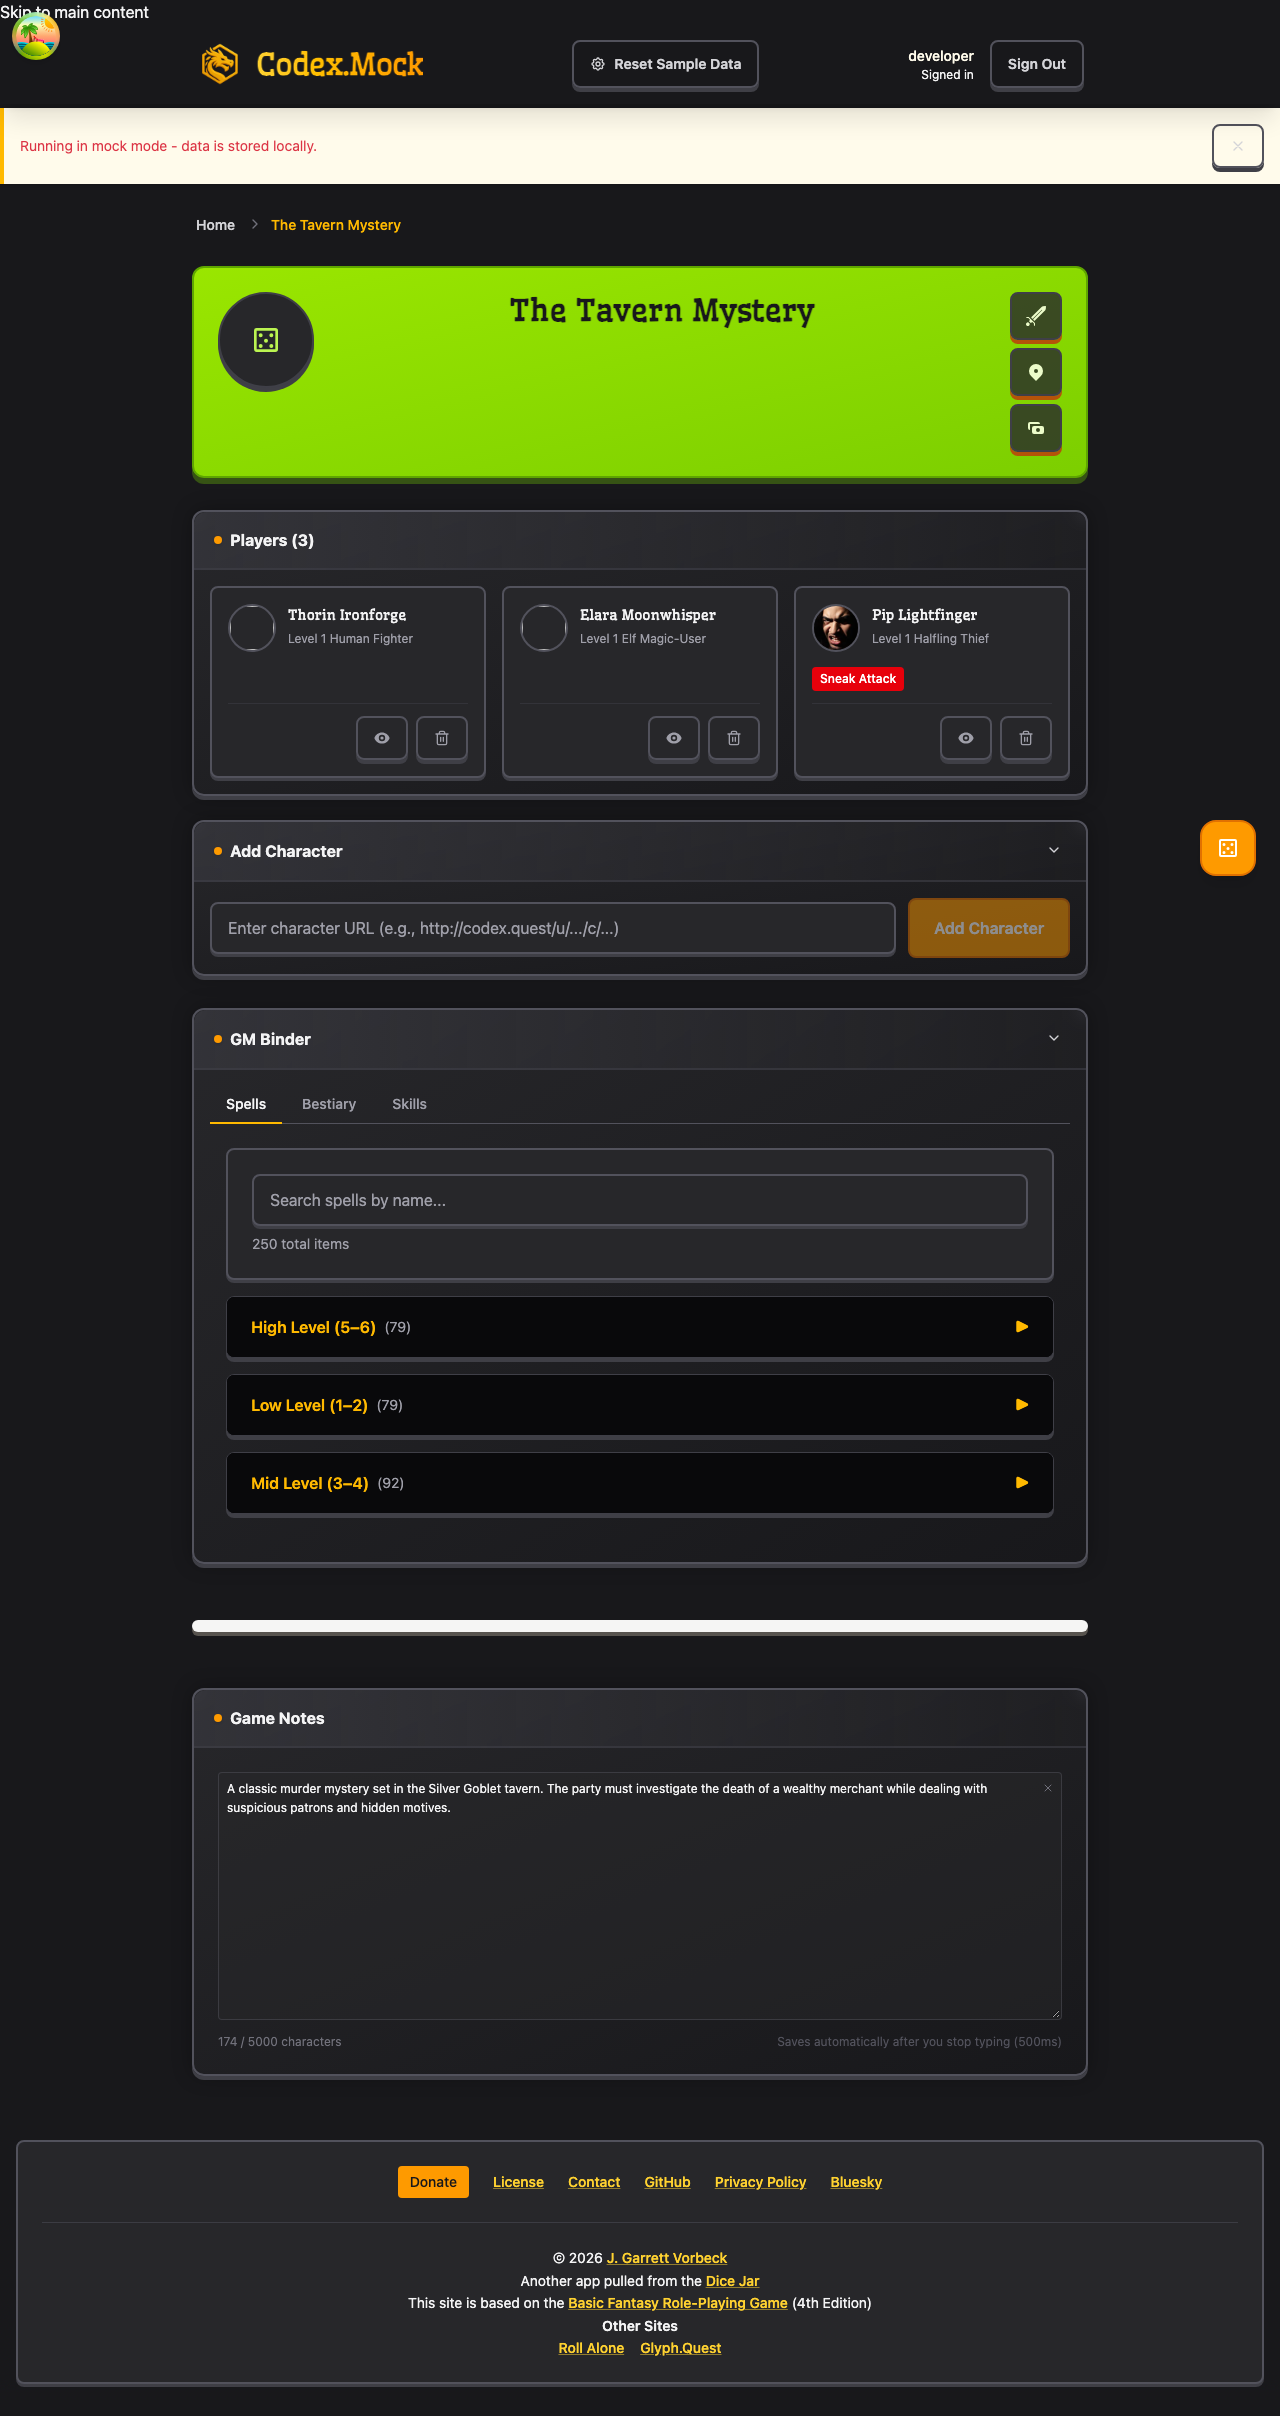 Skip to main content
Codex.Mock
Reset Sample Data
developer
Signed in
Sign Out
Running in mock mode - data is stored locally.
Home
The Tavern Mystery
The Tavern Mystery
Players (3)
Thorin Ironforge
Level 1 Human Fighter
Elara Moonwhisper
Level 1 Elf Magic-User
Pip Lightfinger
Level 1 Halfling Thief
Sneak Attack
Add Character
Enter character URL (e.g., http://codex.quest/u/.../c/...)
Add Character
GM Binder
Spells
Bestiary
Skills
Search spells by name...
250 total items
High Level (5–6) (79)
Low Level (1–2) (79)
Mid Level (3–4) (92)
Game Notes
A classic murder mystery set in the Silver Goblet tavern. The party must investigate the death of a wealthy merchant while dealing with
suspicious patrons and hidden motives.
174 / 5000 characters
Saves automatically after you stop typing (500ms)
Donate
License
Contact
GitHub
Privacy Policy
Bluesky
© 2026 J. Garrett Vorbeck
Another app pulled from the Dice Jar
This site is based on the Basic Fantasy Role-Playing Game (4th Edition)
Other Sites
Roll Alone
Glyph.Quest